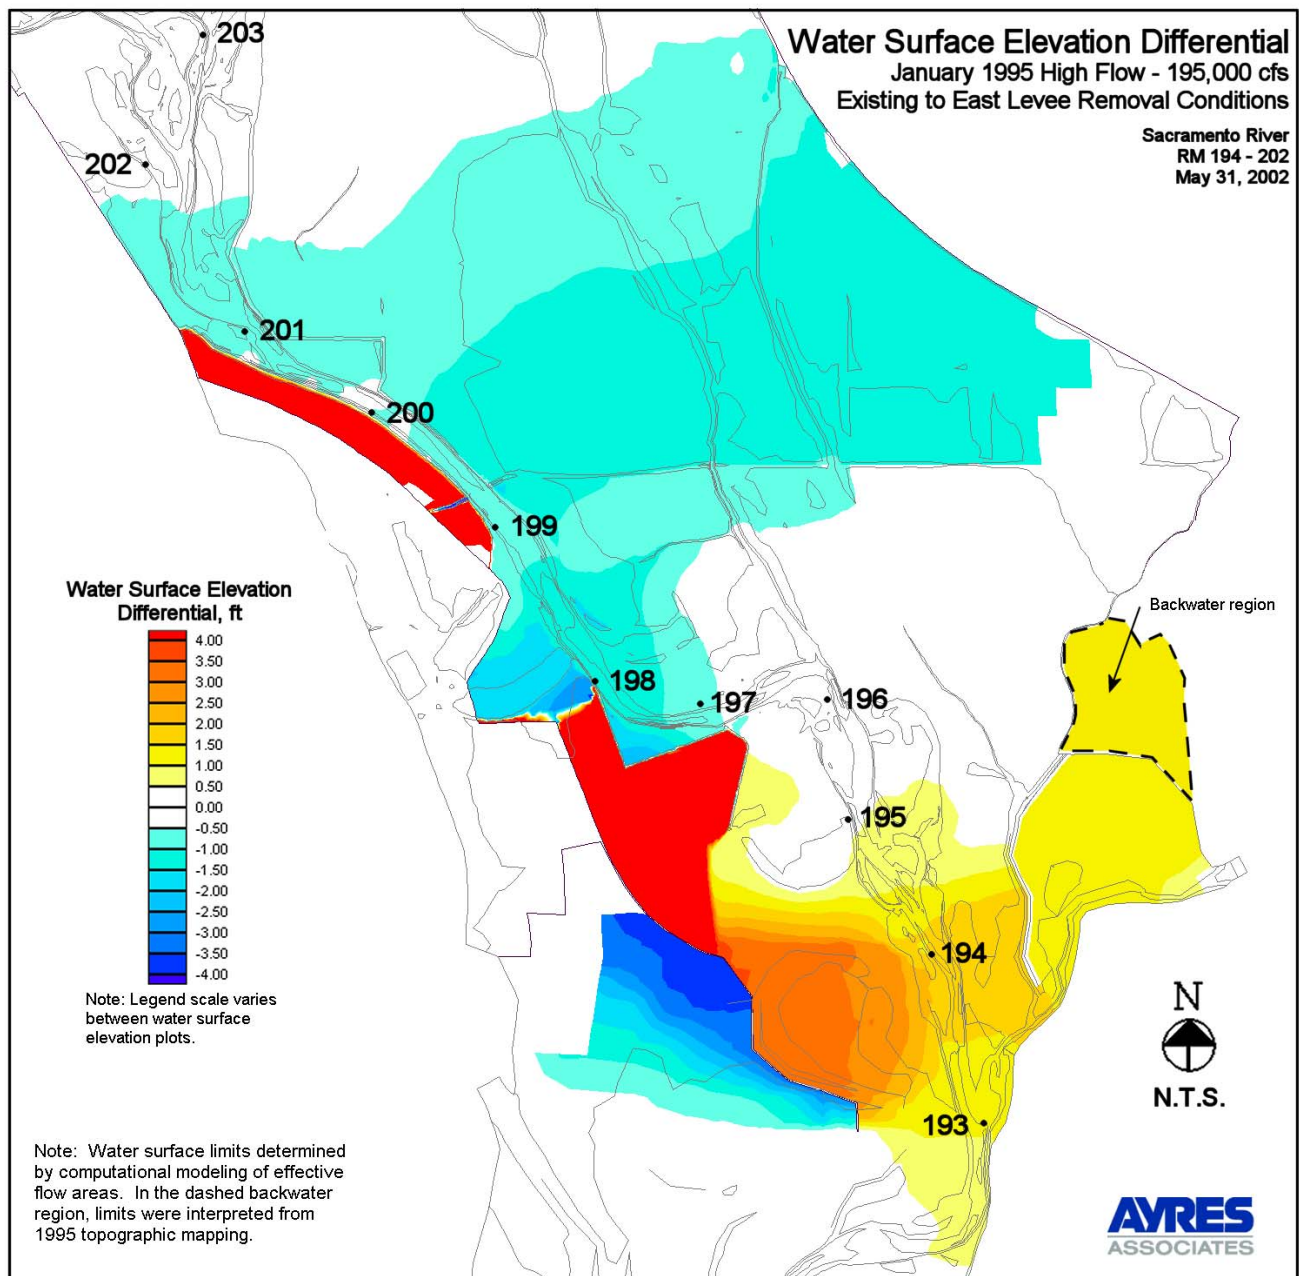 Water Surface Elevation Differential
January 1995 High Flow - 195,000 cfs
Existing to East Levee Removal Conditions
Sacramento River
RM 194 - 202
May 31, 2002
203
202
201
200
199
198
197
196
195
194
193
Backwater region
Water Surface Elevation
Differential, ft
4.00
3.50
3.00
2.50
2.00
1.50
1.00
0.50
0.00
-0.50
-1.00
-1.50
-2.00
-2.50
-3.00
-3.50
-4.00
Note: Legend scale varies
between water surface
elevation plots.
N
N.T.S.
Note: Water surface limits determined
by computational modeling of effective
flow areas. In the dashed backwater
region, limits were interpreted from
1995 topographic mapping.
AYRES
ASSOCIATES